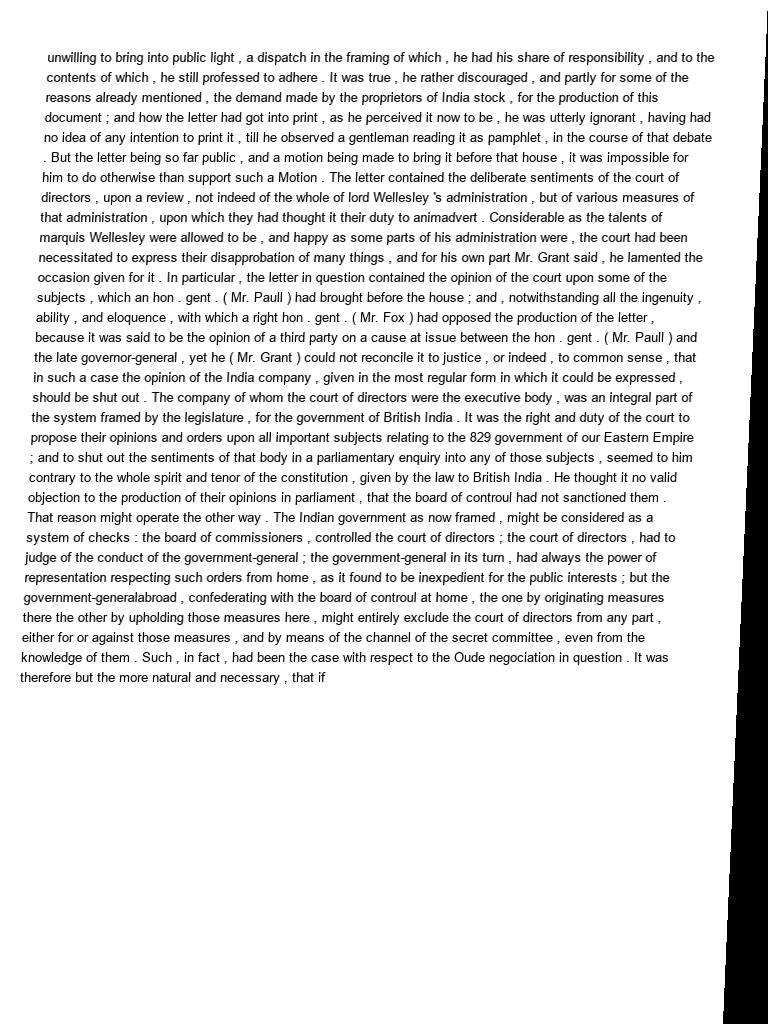 unwilling to bring into public light , a dispatch in the framing of which , he had his share of responsibility , and to the
contents of which , he still professed to adhere . It was true , he rather discouraged , and partly for some of the
reasons already mentioned , the demand made by the proprietors of India stock , for the production of this
document ; and how the letter had got into print , as he perceived it now to be , he was utterly ignorant , having had
no idea of any intention to print it , till he observed a gentleman reading it as pamphlet , in the course of that debate
. But the letter being so far public , and a motion being made to bring it before that house , it was impossible for
him to do otherwise than support such a Motion . The letter contained the deliberate sentiments of the court of
directors , upon a review , not indeed of the whole of lord Wellesley 's administration , but of various measures of
that administration , upon which they had thought it their duty to animadvert . Considerable as the talents of
marquis Wellesley were allowed to be , and happy as some parts of his administration were , the court had been
necessitated to express their disapprobation of many things , and for his own part Mr. Grant said , he lamented the
occasion given for it . In particular , the letter in question contained the opinion of the court upon some of the
subjects , which an hon . gent . ( Mr. Paull ) had brought before the house ; and , notwithstanding all the ingenuity ,
ability , and eloquence , with which a right hon . gent . ( Mr. Fox ) had opposed the production of the letter ,
because it was said to be the opinion of a third party on a cause at issue between the hon . gent . ( Mr. Paull ) and
the late governor-general , yet he ( Mr. Grant ) could not reconcile it to justice , or indeed , to common sense , that
in such a case the opinion of the India company , given in the most regular form in which it could be expressed ,
should be shut out . The company of whom the court of directors were the executive body , was an integral part of
the system framed by the legislature , for the government of British India . It was the right and duty of the court to
propose their opinions and orders upon all important subjects relating to the 829 government of our Eastern Empire
; and to shut out the sentiments of that body in a parliamentary enquiry into any of those subjects , seemed to him
contrary to the whole spirit and tenor of the constitution , given by the law to British India . He thought it no valid
objection to the production of their opinions in parliament , that the board of controul had not sanctioned them .
That reason might operate the other way . The Indian government as now framed , might be considered as a
system of checks : the board of commissioners , controlled the court of directors ; the court of directors , had to
judge of the conduct of the government-general ; the government-general in its turn , had always the power of
representation respecting such orders from home , as it found to be inexpedient for the public interests ; but the
government-generalabroad , confederating with the board of controul at home , the one by originating measures
there the other by upholding those measures here , might entirely exclude the court of directors from any part ,
either for or against those measures , and by means of the channel of the secret committee , even from the
knowledge of them . Such , in fact , had been the case with respect to the Oude negociation in question . It was
therefore but the more natural and necessary , that if